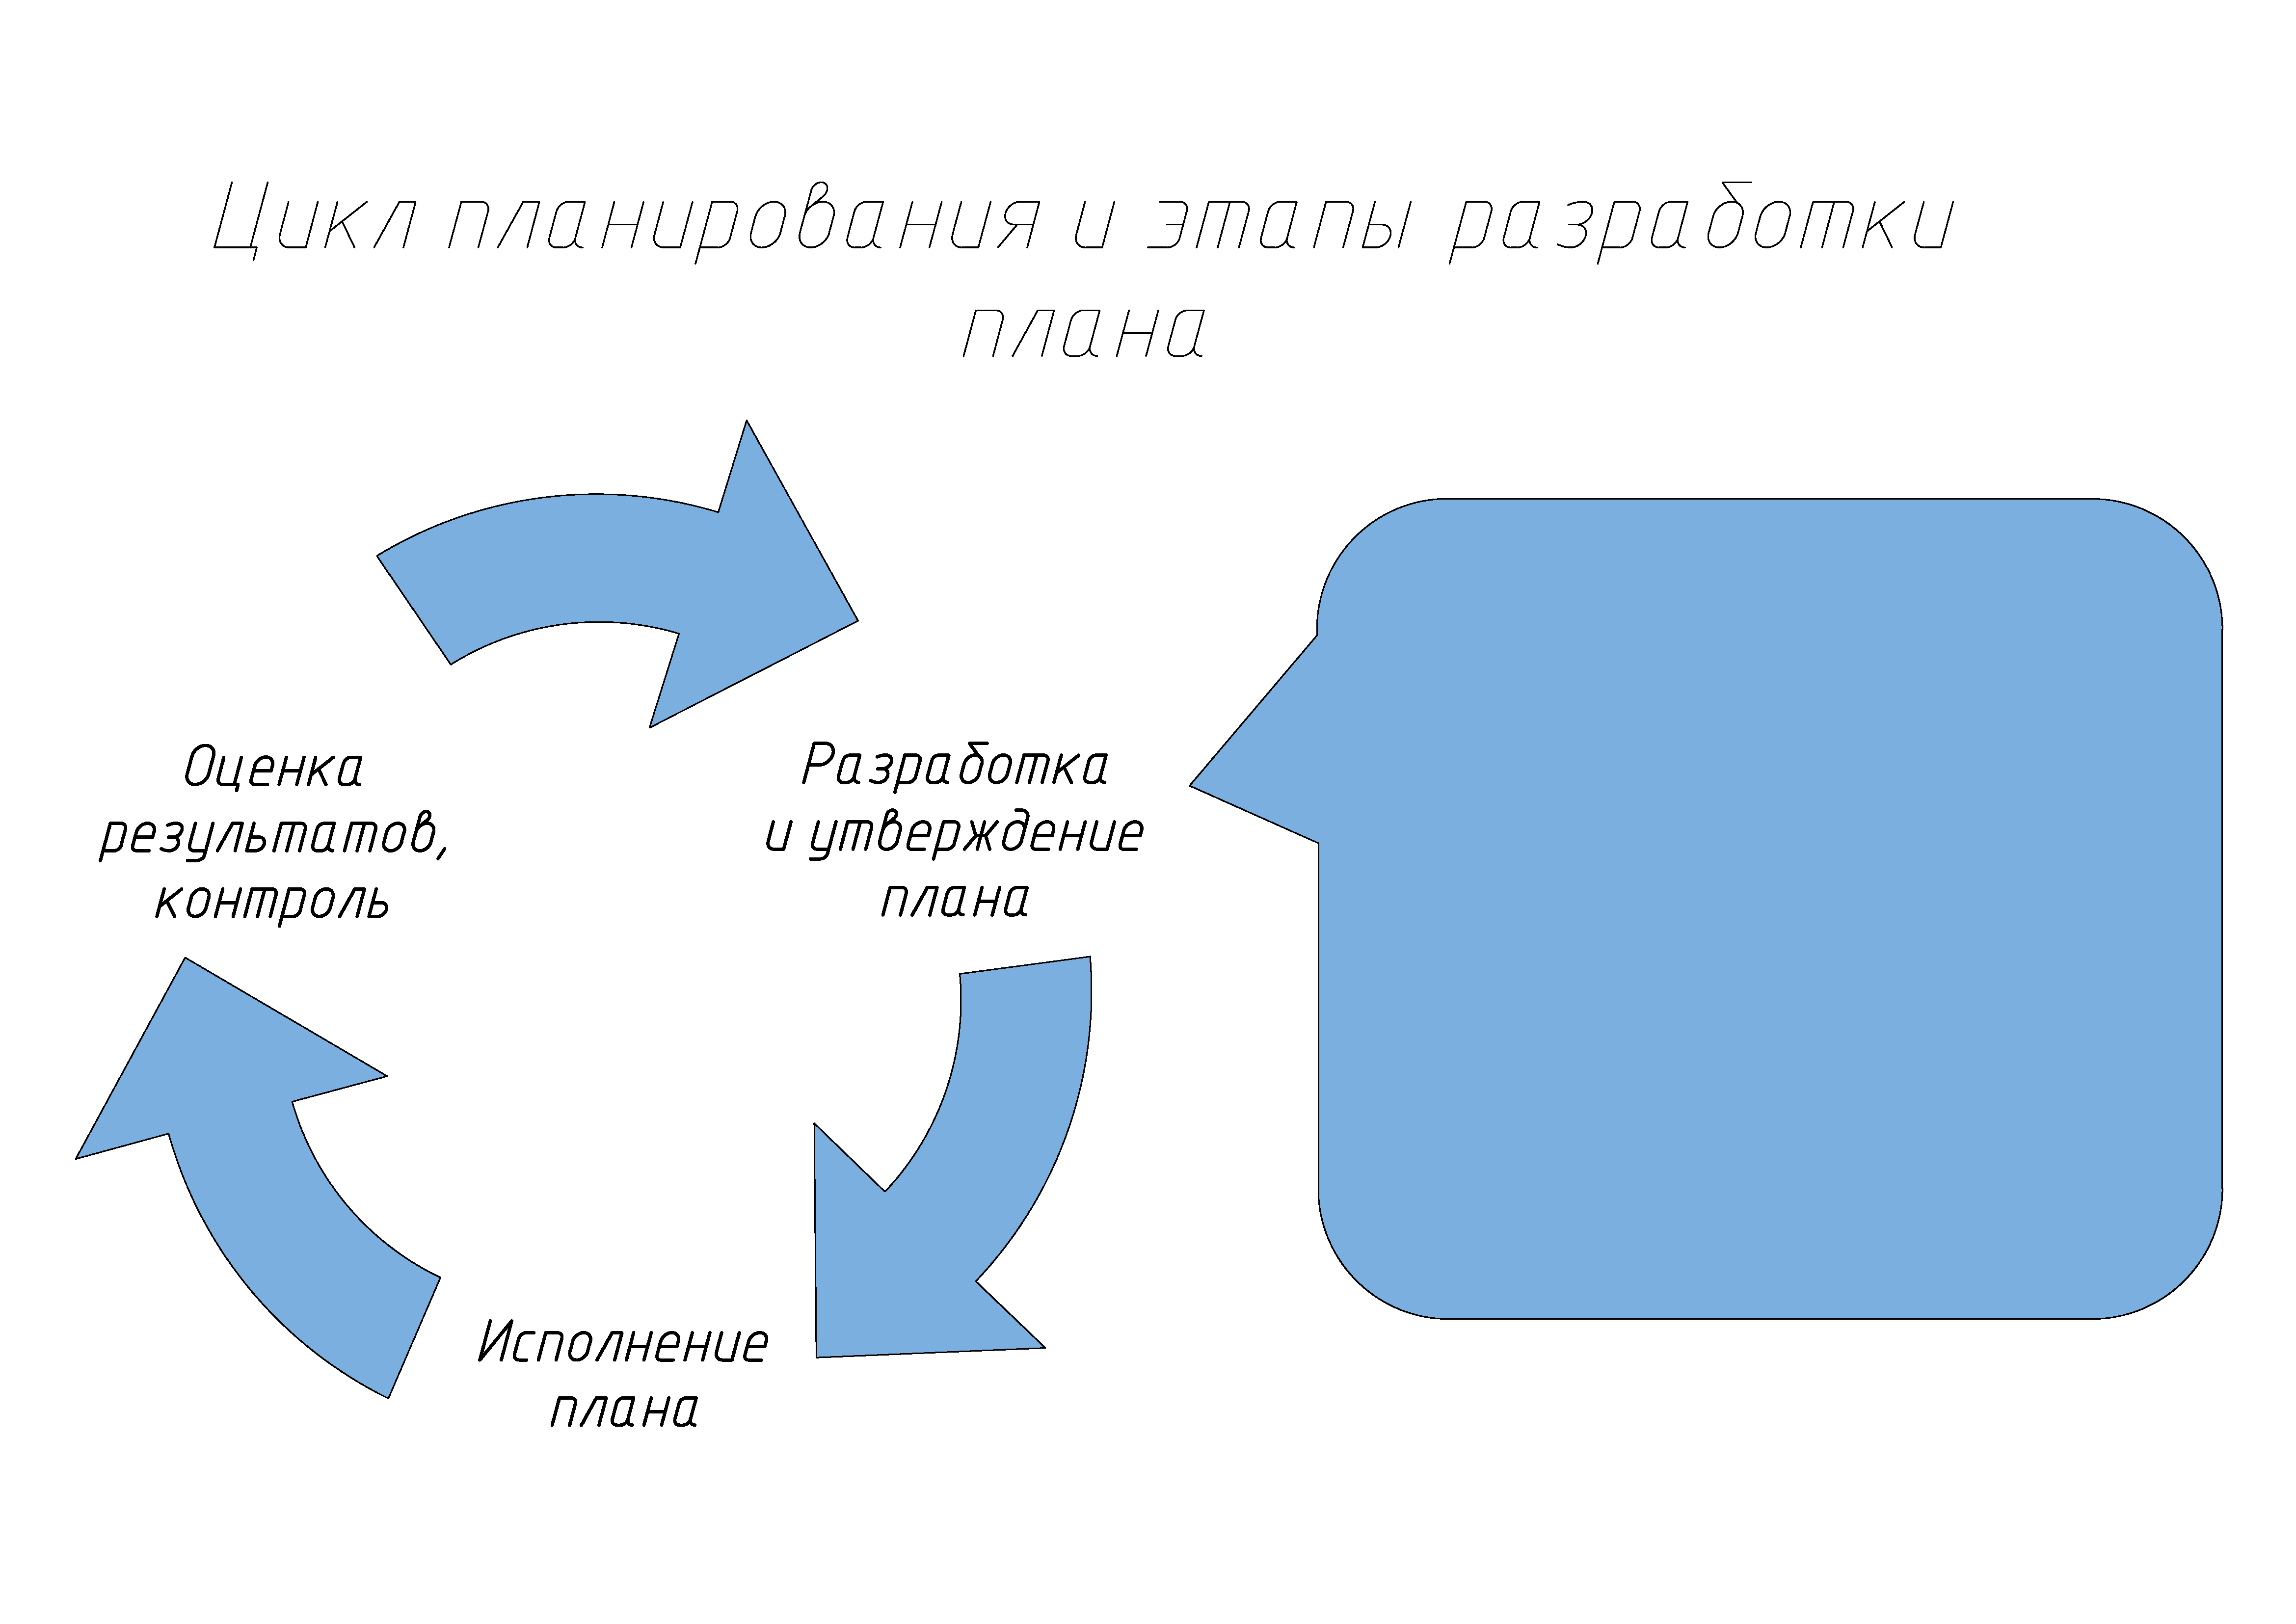 Цикл планирования и этапы разработки
плана
Оценка
результатов,
контроль
Разработка
и утверждение
плана
Исполнение
плана